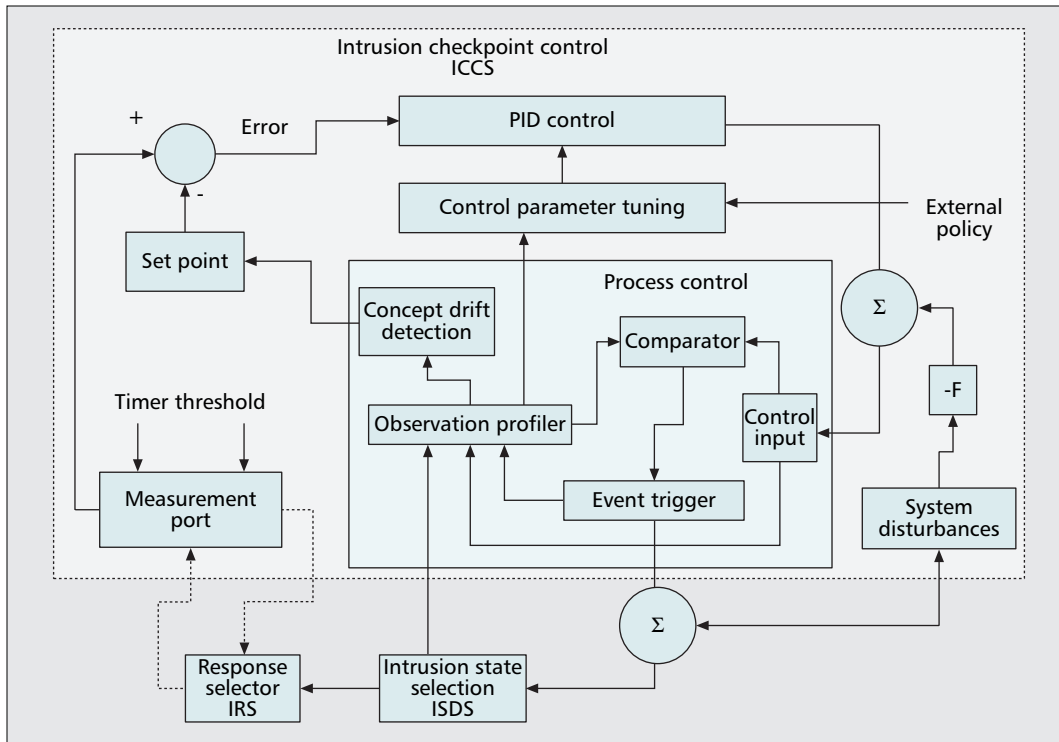 Intrusion checkpoint control
ICCS
+
Error
PID control
-
Control parameter tuning
External
policy
Set point
Process control
Concept drift
detection
Comparator
Σ
-F
Timer threshold
Observation profiler
Control
input
Measurement
port
Event trigger
System
disturbances
Σ
Response
selector
IRS
Intrusion state
selection
ISDS